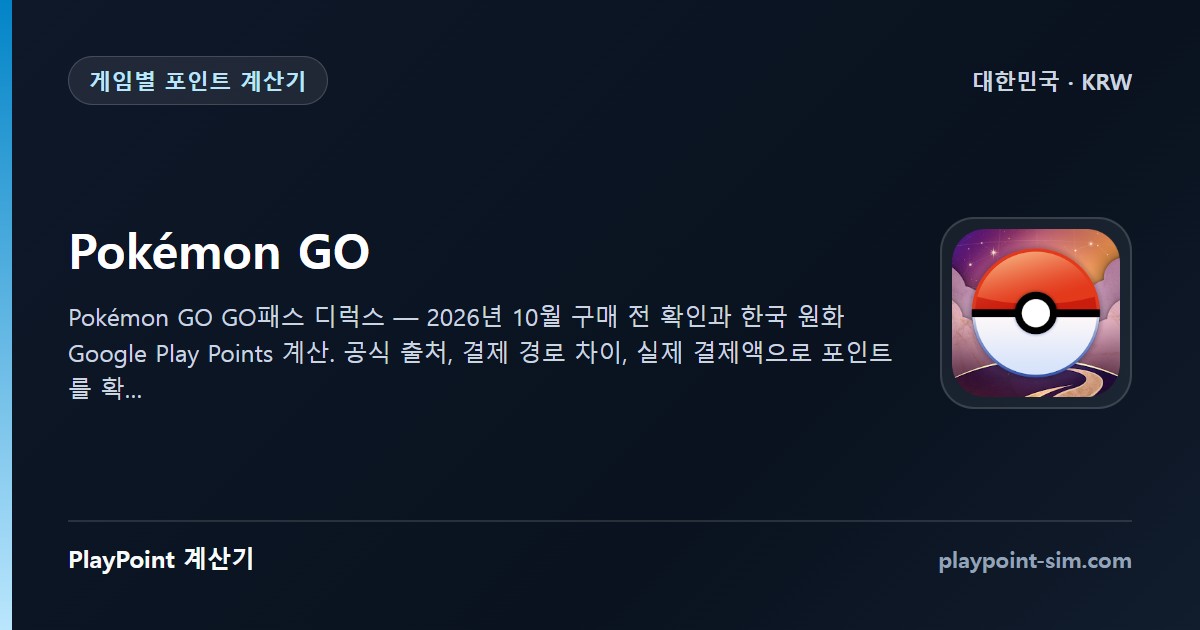 게임별 포인트 계산기
대한민국 · KRW
Pokémon GO
Pokémon GO GO패스 디럭스 — 2026년 10월 구매 전 확인과 한국 원화
Google Play Points 계산. 공식 출처, 결제 경로 차이, 실제 결제액으로 포인트
를 확...
PlayPoint 계산기
playpoint-sim.com